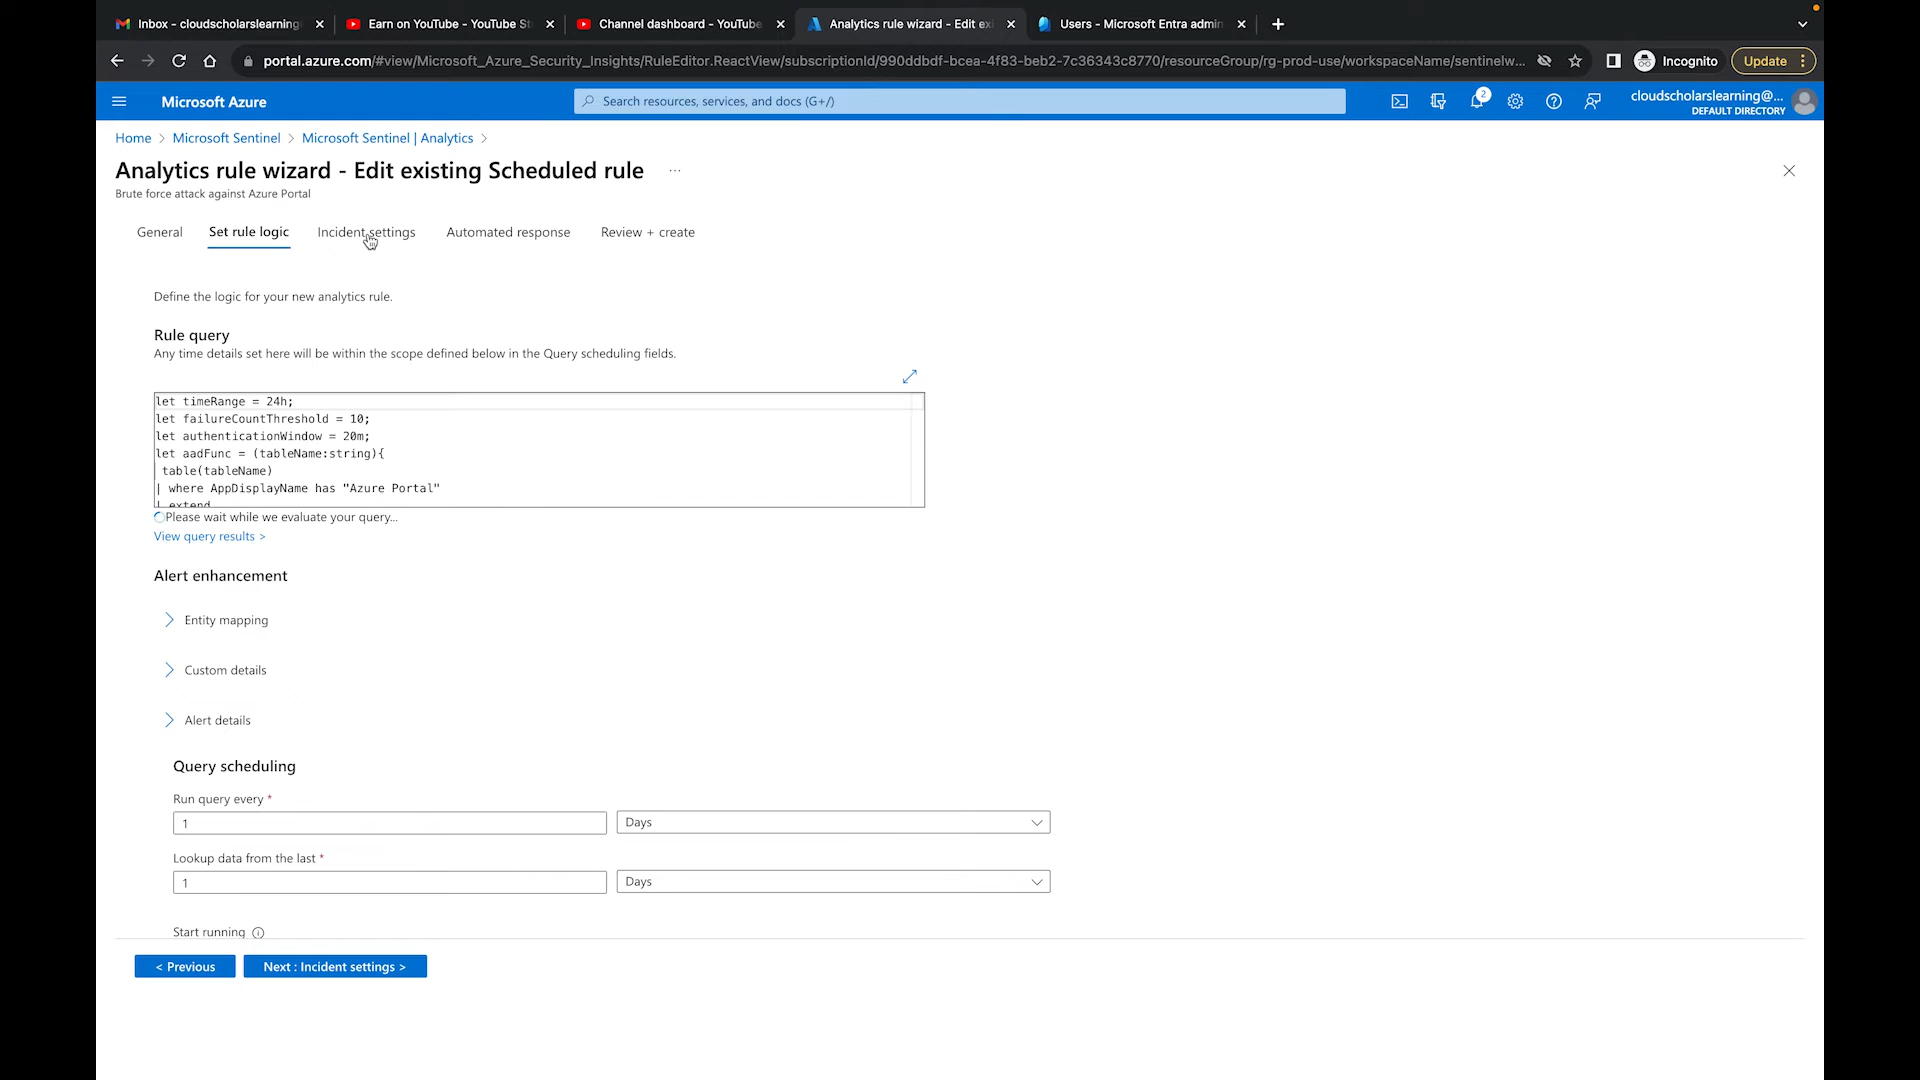 Inbox - cloudscholarslearning
Earn on YouTube - YouTube St
Channel dashboard - YouTube
Analytics rule wizard - Edit exi
Users - Microsoft Entra admin
portal.azure.com/#view/Microsoft_Azure_Security_Insights/RuleEditor.ReactView/subscriptionId/990ddbdf-bcea-4f83-beb2-7c36343c8770/resourceGroup/rg-prod-use/workspaceName/sentinelw...
Incognito
Update
Microsoft Azure
Search resources, services, and docs (G+/)
2
cloudscholarslearning@...
DEFAULT DIRECTORY
Home > Microsoft Sentinel > Microsoft Sentinel | Analytics >
Analytics rule wizard - Edit existing Scheduled rule ...
Brute force attack against Azure Portal
General
Set rule logic
Incident settings
Automated response
Review + create
Define the logic for your new analytics rule.
Rule query
Any time details set here will be within the scope defined below in the Query scheduling fields.
let timeRange = 24h;
let failureCountThreshold = 10;
let authenticationWindow = 20m;
let aadFunc = (tableName:string){
table(tableName)
| where AppDisplayName has "Azure Portal"
| extend
Please wait while we evaluate your query...
View query results >
Alert enhancement
Entity mapping
Custom details
Alert details
Query scheduling
Run query every *
1
Days
Lookup data from the last *
1
Days
Start running
< Previous
Next : Incident settings >